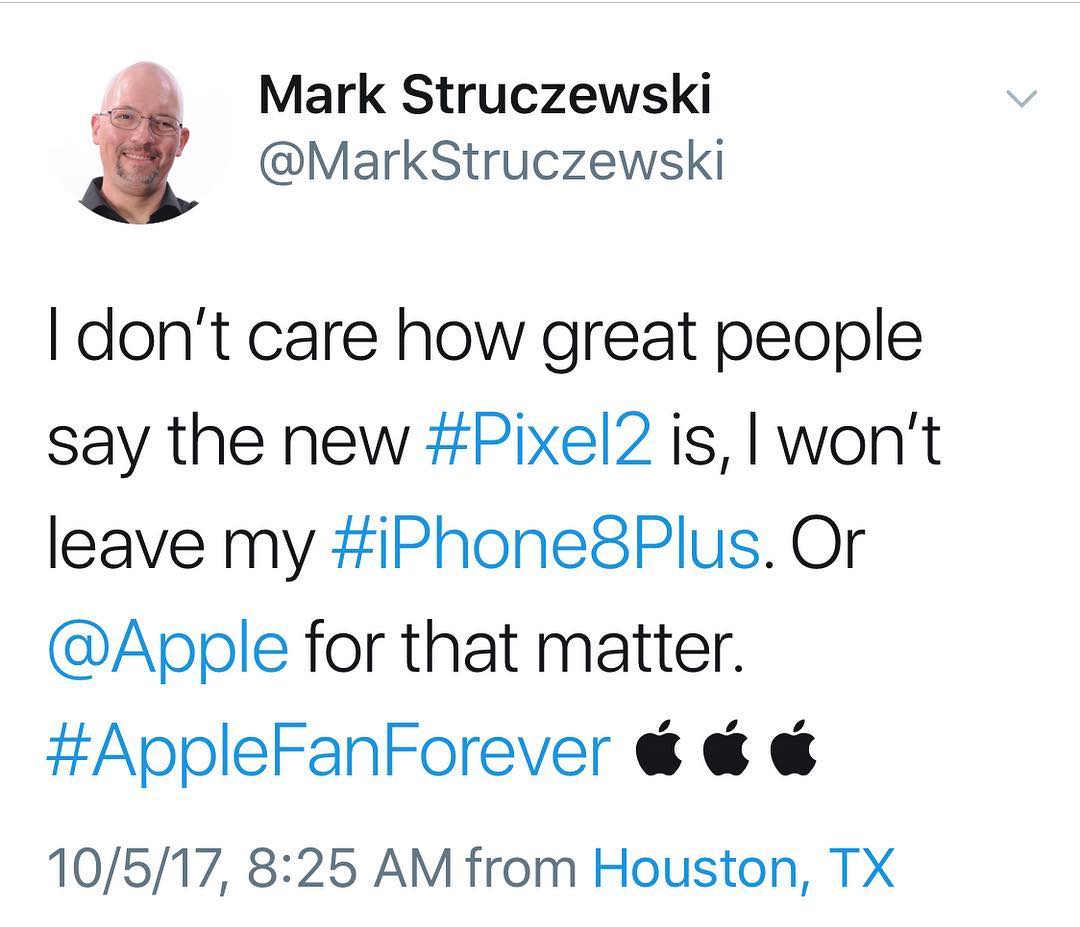 Mark Struczewski
@MarkStruczewski
I don’t care how great people
say the new #Pixel2 is, I won’t
leave my #iPhone8Plus. Or
@Apple for that matter.
#AppleFanForever   
10/5/17, 8:25 AM from Houston, TX